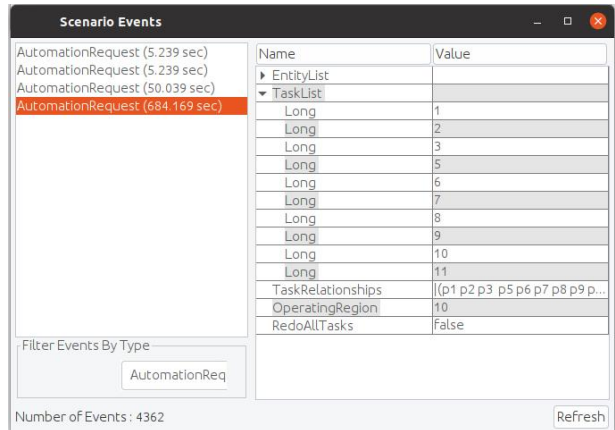 Scenario Events
AutomationRequest (5.239 sec)
AutomationRequest (5.239 sec)
AutomationRequest (50.039 sec)
AutomationRequest (684.169 sec)
Name Value
EntityList
TaskList
Long 1
Long 2
Long 3
Long 5
Long 6
Long 7
Long 8
Long 9
Long 10
Long 11
TaskRelationships |(p1 p2 p3 p5 p6 p7 p8 p9 p...
OperatingRegion 10
RedoAllTasks false
Filter Events By Type
AutomationReq
Number of Events : 4362
Refresh